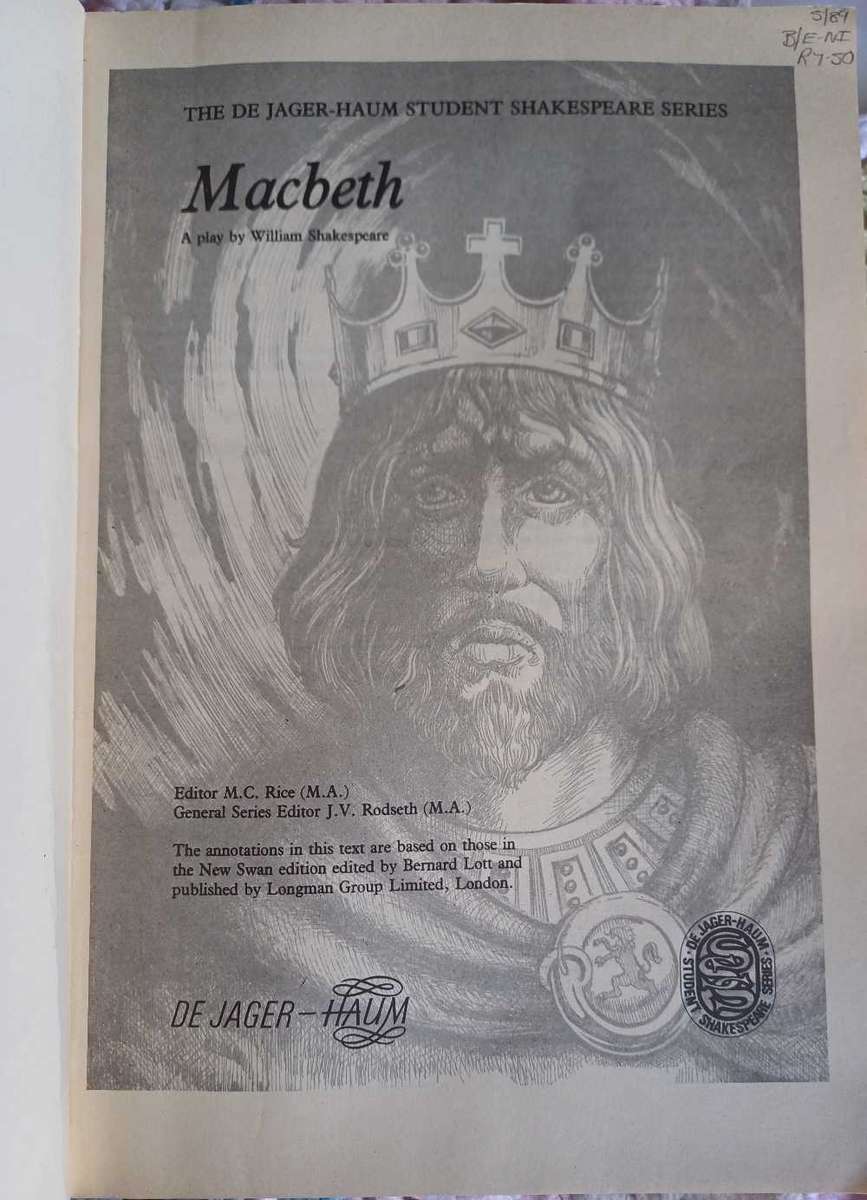 5/89
B/E-NI
R7-50
THE DE JAGER-HAUM STUDENT SHAKESPEARE SERIES
Macbeth
A play by William Shakespeare
Editor M.C. Rice (M.A.)
General Series Editor J.V. Rodseth (M.A.)
The annotations in this text are based on those in
the New Swan edition edited by Bernard Lott and
published by Longman Group Limited, London.
DE JAGER-HAUM
· DE JAGER-HAUM · STUDENT SHAKESPEARE SERIES